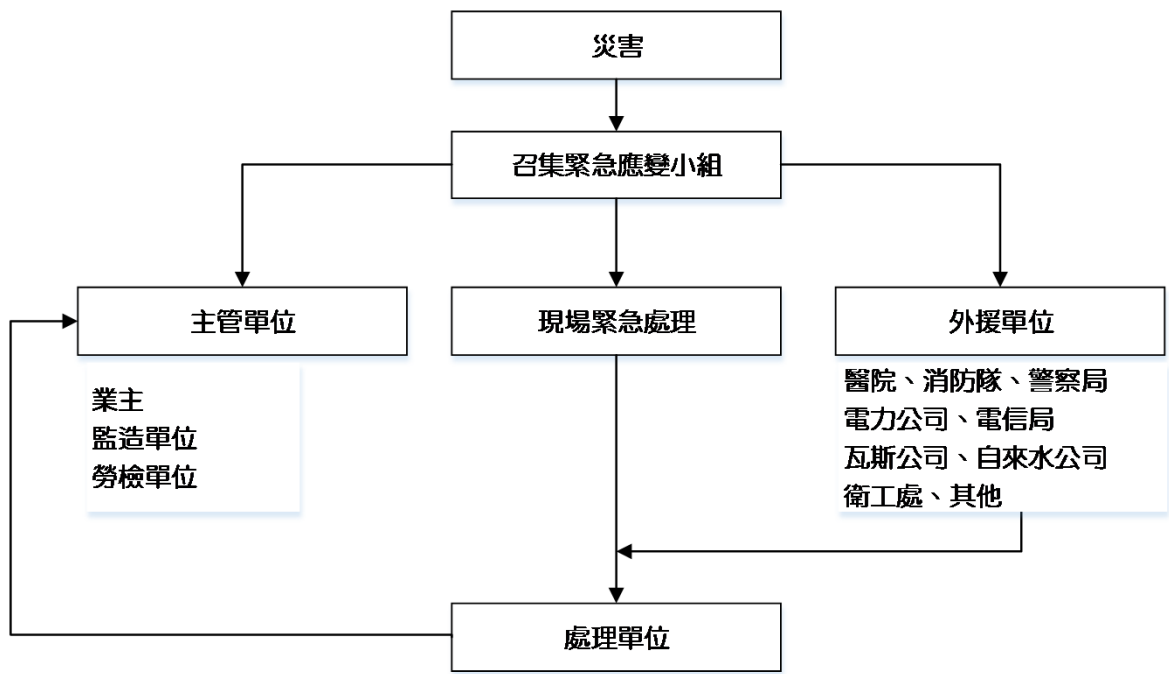 災害
召集緊急應變小組
主管單位
現場緊急處理
外援單位
業主
監造單位
勞檢單位
醫院、消防隊、警察局
電力公司、電信局
瓦斯公司、自來水公司
衛工處、其他
處理單位